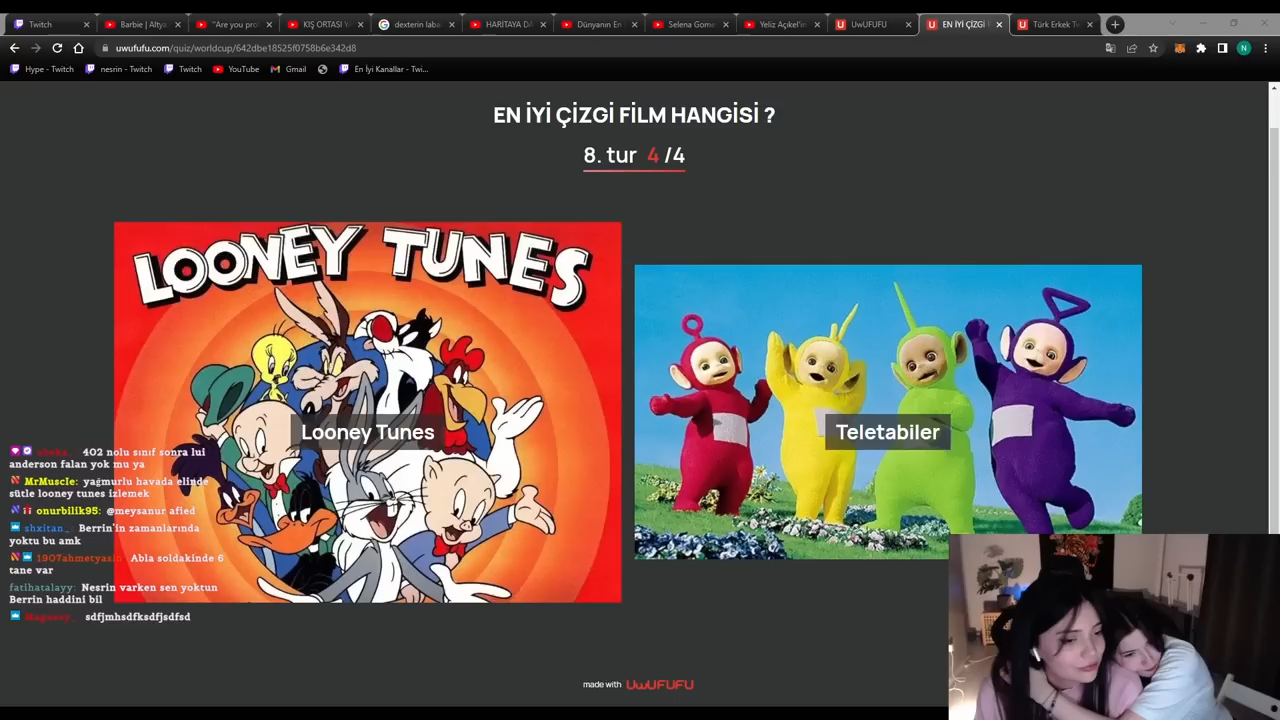 Twitch
Barbie | Altya
"Are you pro
KIŞ ORTASI Y
dexterin laba
HARİTAYA DA
Dünyanın En
Selena Gome
Yeliz Açıkel'in
UwUFUFU
EN İYİ ÇİZGİ
Türk Erkek Te
uwufufu.com/quiz/worldcup/642dbe18525f0758b6e342d8
N
Hype - Twitch
nesrin - Twitch
Twitch
YouTube
Gmail
En İyi Kanallar - Twi...
EN İYİ ÇİZGİ FİLM HANGİSİ ?
8. tur 4 /4
LOONEY TUNES
Looney Tunes
Teletabiler
402 nolu sınıf sonra lui
anderson falan yok mu ya
MrMuscIe: yağmurlu havada elinde
sütle looney tunes izlemek
onurbilik95: @meysanur afied
shxitan_: Berrin'in zamanlarında
yoktu bu amk
1907ahmetyasin: Abla soldakinde 6
tane var
fatihatalayy: Nesrin varken sen yoktun
Berrin haddini bil
sdfjmhsdfksdfjsdfsd
made with UwUFUFU